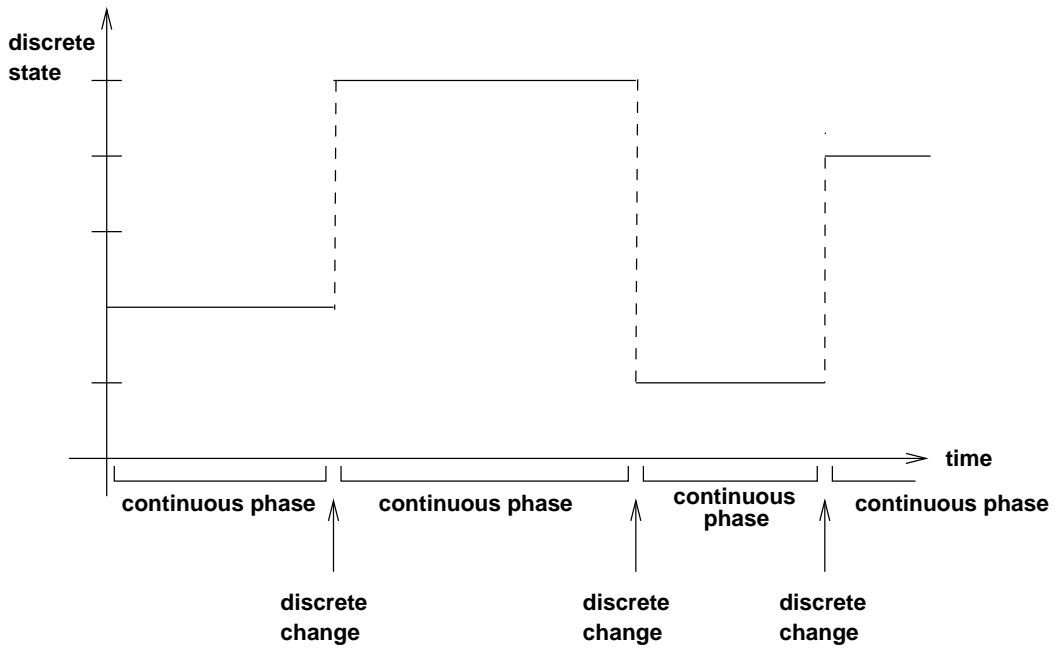 discrete
state
time
continuous phase
continuous phase
continuous
phase
continuous phase
discrete
change
discrete
change
discrete
change